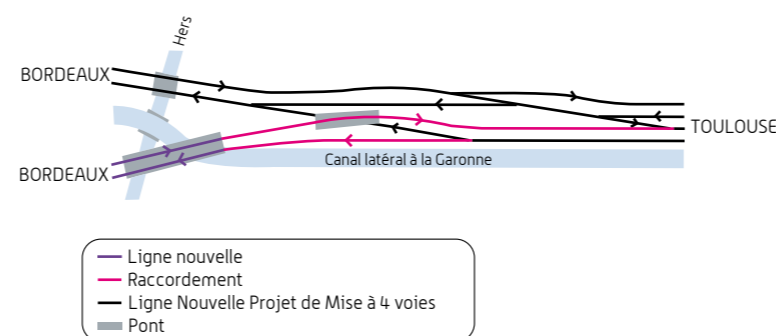 Hers
BORDEAUX
TOULOUSE
Canal latéral à la Garonne
BORDEAUX
Ligne nouvelle
Raccordement
Ligne Nouvelle Projet de Mise à 4 voies
Pont